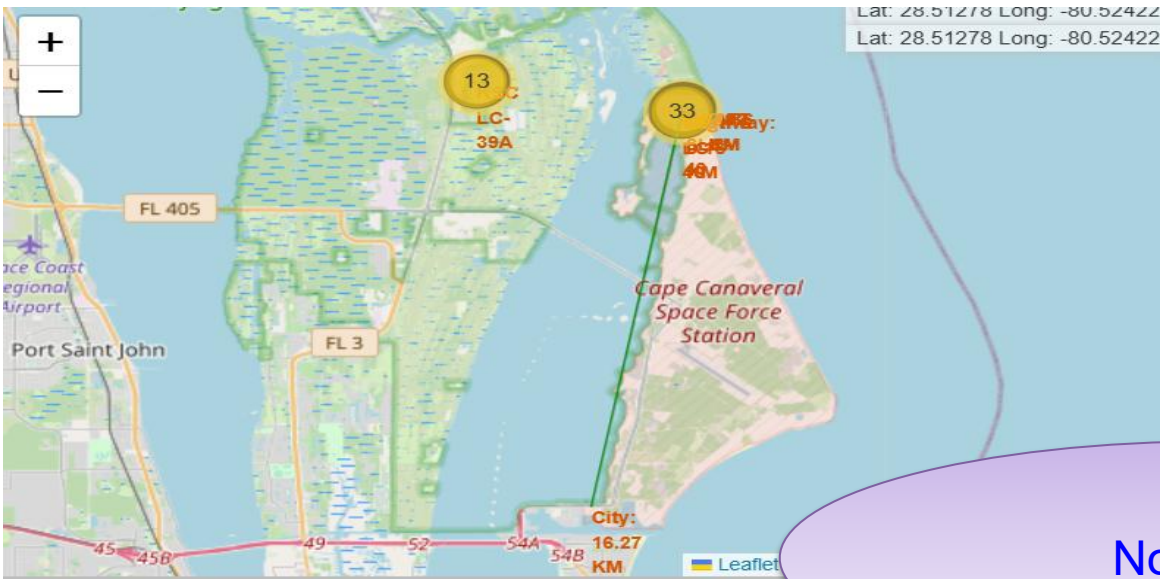 Lat: 28.51278 Long: -80.52422
Lat: 28.51278 Long: -80.52422
+
−
13
33
LC-
39A
FL 405
Port Saint John
FL 3
Cape Canaveral
Space Force
Station
City:
16.27
KM
45
45B
49
52
54A
54B
Leaflet